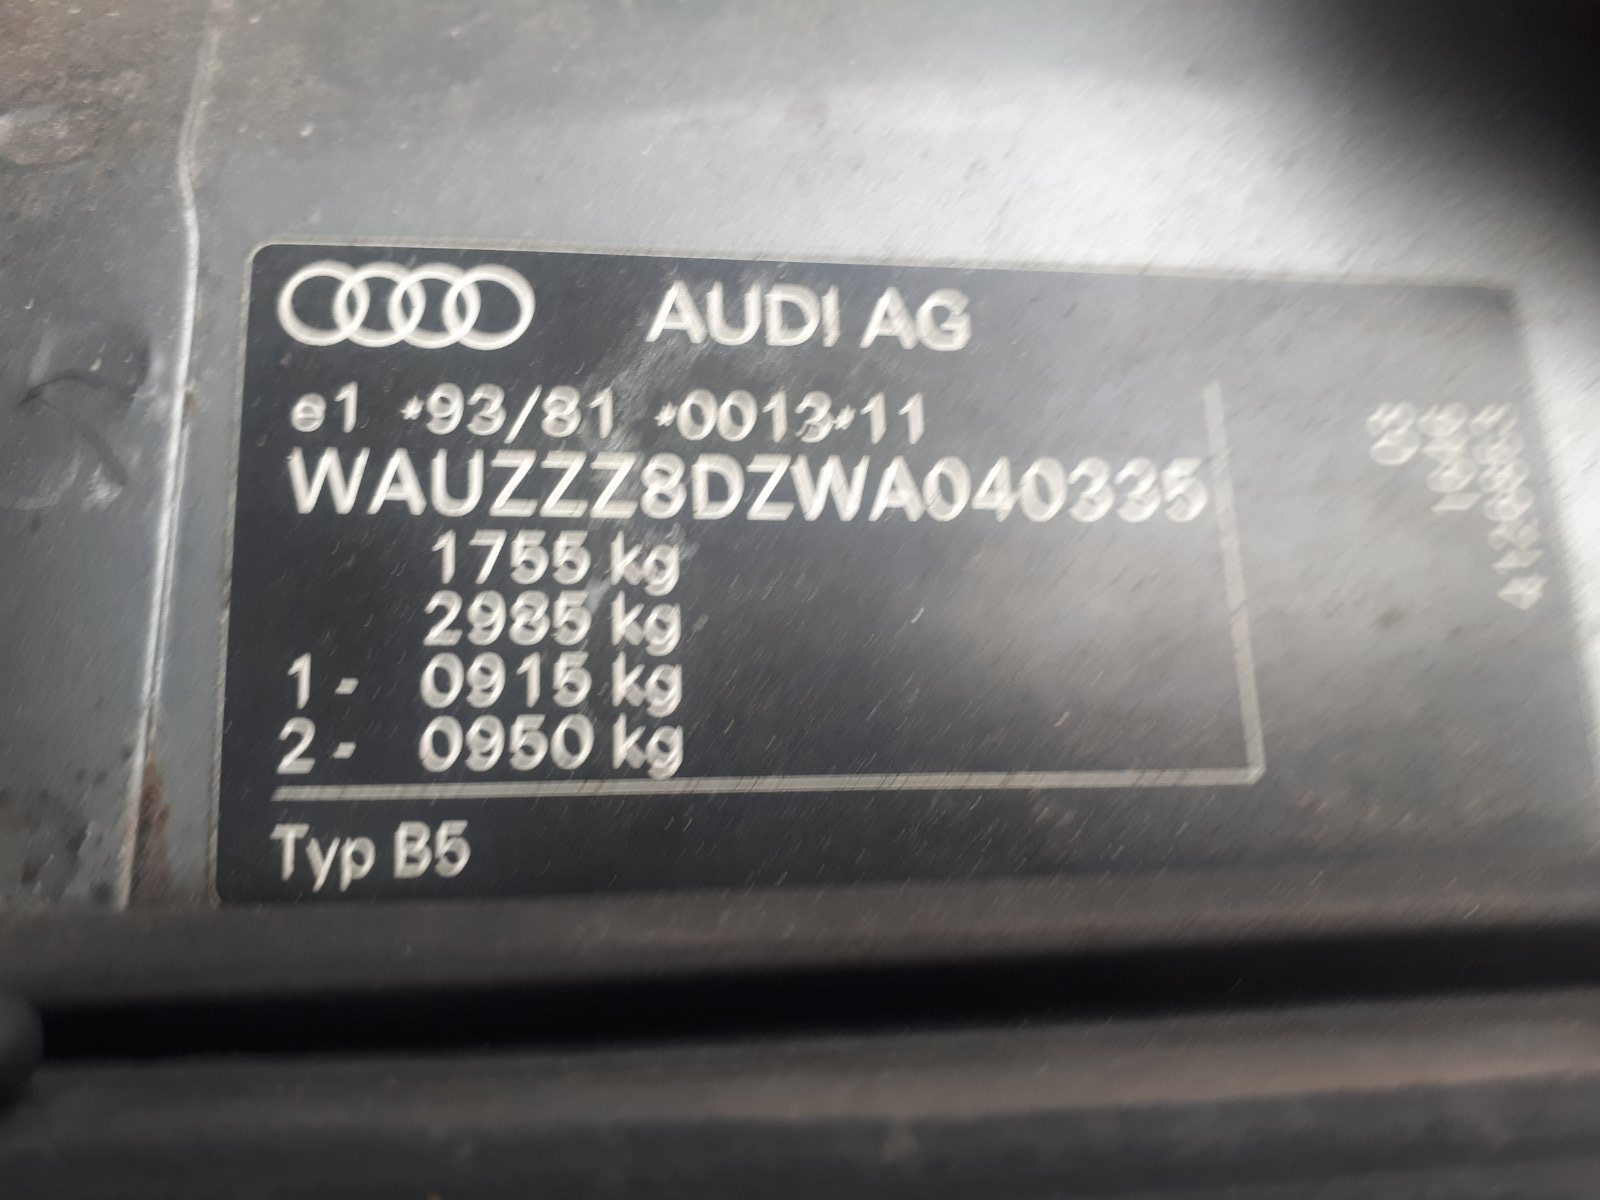 AUDI AG
e1 *93/81 *0013*11
WAUZZZ8DZWA040335
1755 kg
2985 kg
1- 0915 kg
2- 0950 kg
Typ B5
03